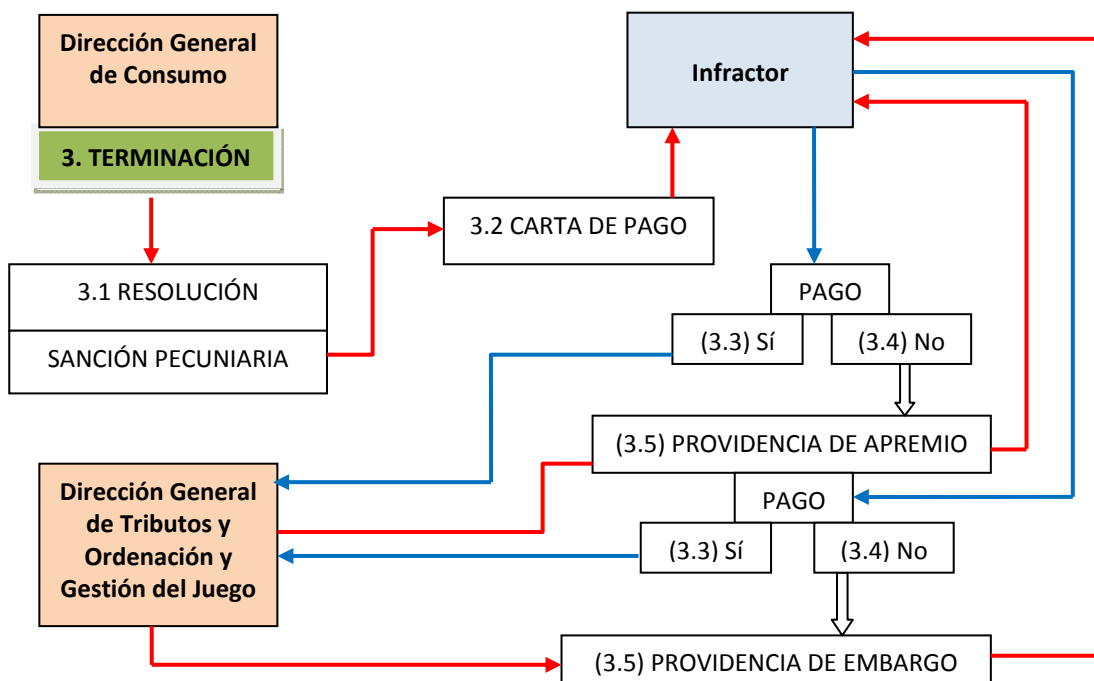 Dirección General
de Consumo
Infractor
3. TERMINACIÓN
3.2 CARTA DE PAGO
3.1 RESOLUCIÓN
PAGO
SANCIÓN PECUNIARIA
(3.3) Sí
(3.4) No
(3.5) PROVIDENCIA DE APREMIO
Dirección General
de Tributos y
Ordenación y
Gestión del Juego
PAGO
(3.3) Sí
(3.4) No
(3.5) PROVIDENCIA DE EMBARGO